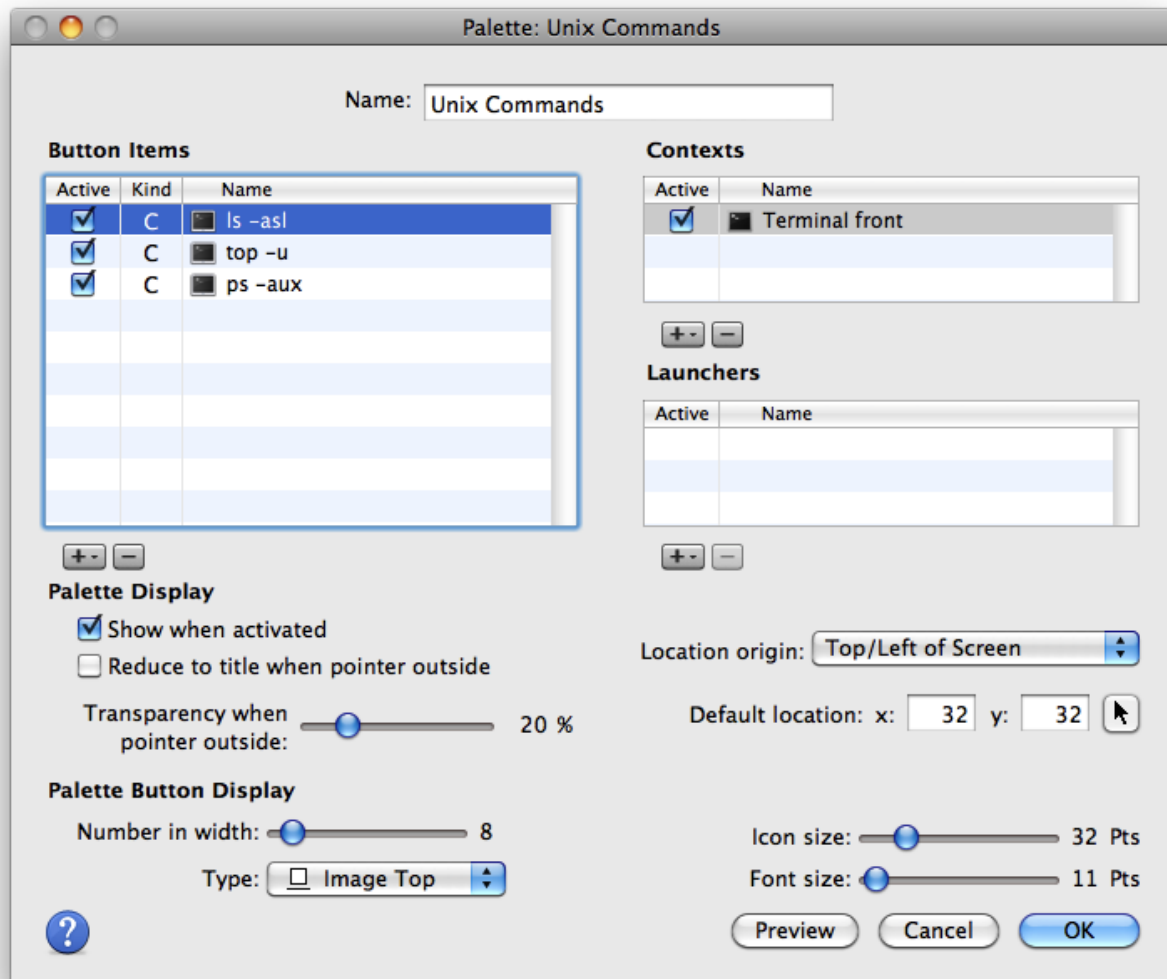 Palette: Unix Commands
Name: Unix Commands
Button Items
Active Kind Name
C ls -asl
C top -u
C ps -aux
Contexts
Active Name
Terminal front
+ -
Launchers
Active Name
+ -
+ -
Palette Display
Show when activated
Reduce to title when pointer outside
Transparency when
pointer outside: 20 %
Location origin: Top/Left of Screen
Default location: x: 32 y: 32
Palette Button Display
Number in width: 8
Type: Image Top
Icon size: 32 Pts
Font size: 11 Pts
?
Preview Cancel OK